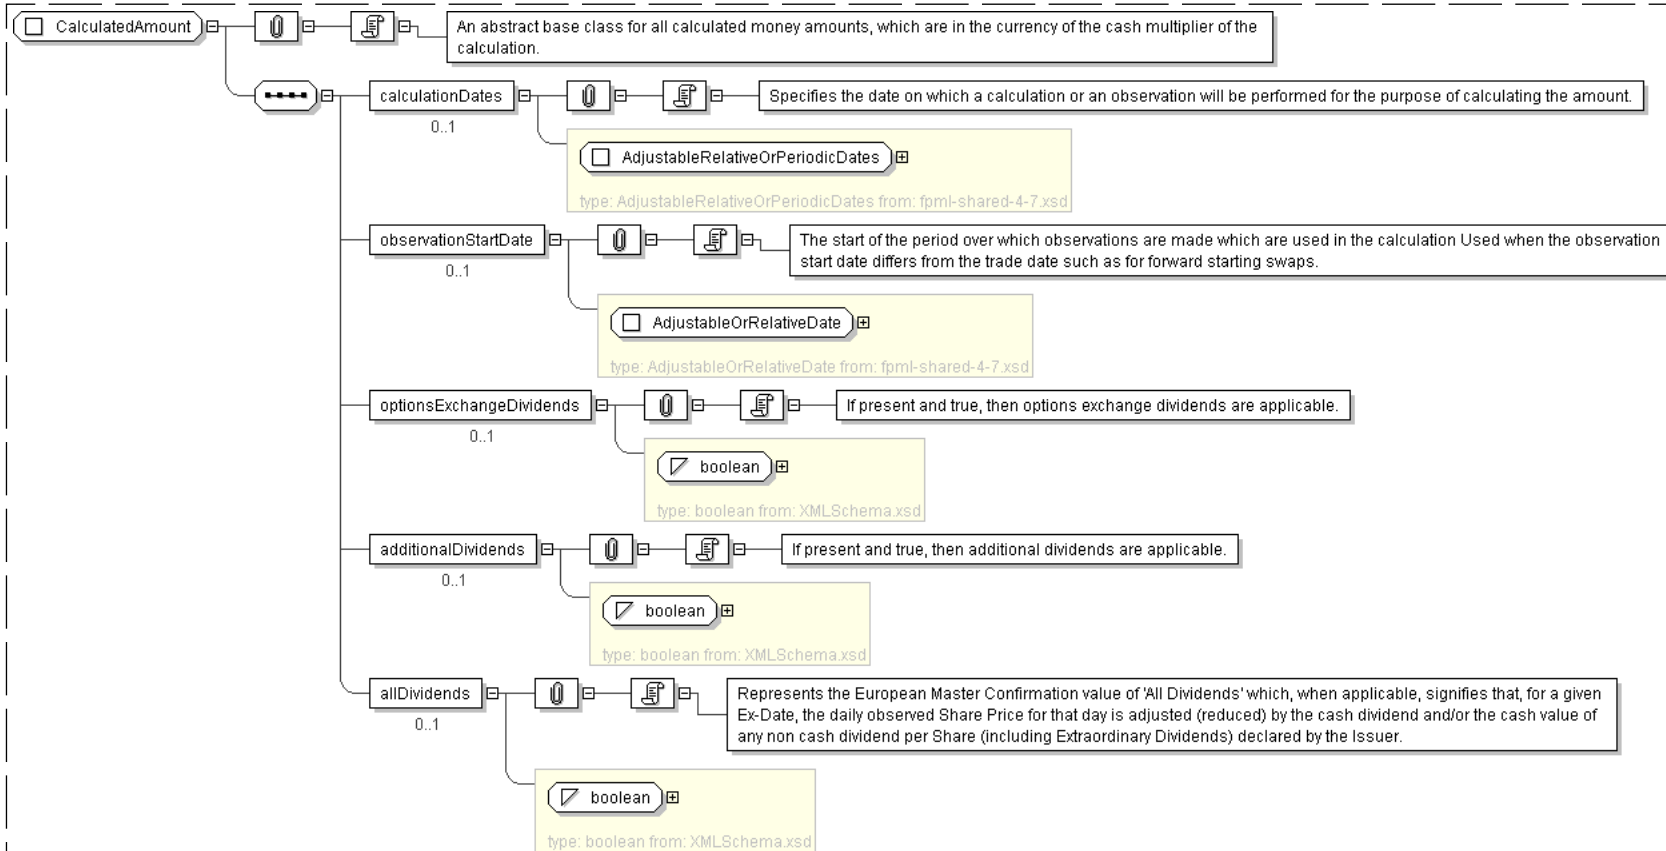 CalculatedAmount
An abstract base class for all calculated money amounts, which are in the currency of the cash multiplier of the
calculation.
calculationDates
Specifies the date on which a calculation or an observation will be performed for the purpose of calculating the amount.
0..1
AdjustableRelativeOrPeriodicDates
type: AdjustableRelativeOrPeriodicDates from: fpml-shared-4-7.xsd
observationStartDate
The start of the period over which observations are made which are used in the calculation Used when the observation
start date differs from the trade date such as for forward starting swaps.
0..1
AdjustableOrRelativeDate
type: AdjustableOrRelativeDate from: fpml-shared-4-7.xsd
optionsExchangeDividends
If present and true, then options exchange dividends are applicable.
0..1
boolean
type: boolean from: XMLSchema.xsd
additionalDividends
If present and true, then additional dividends are applicable.
0..1
boolean
type: boolean from: XMLSchema.xsd
allDividends
Represents the European Master Confirmation value of 'All Dividends' which, when applicable, signifies that, for a given
Ex-Date, the daily observed Share Price for that day is adjusted (reduced) by the cash dividend and/or the cash value of
any non cash dividend per Share (including Extraordinary Dividends) declared by the Issuer.
0..1
boolean
type: boolean from: XMLSchema.xsd